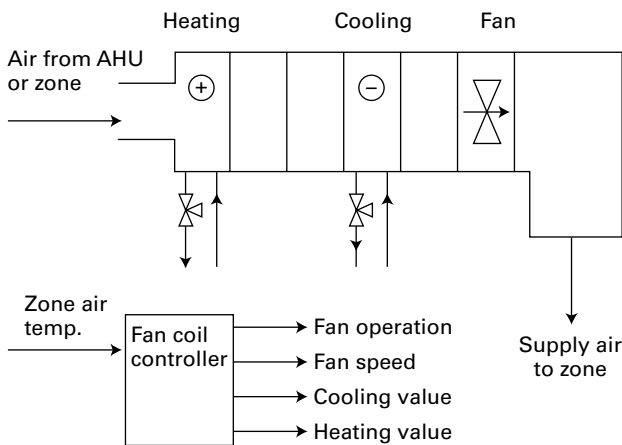 Heating
Cooling
Fan
Air from AHU
or zone
Zone air
temp.
Fan coil
controller
Fan operation
Fan speed
Cooling value
Heating value
Supply air
to zone